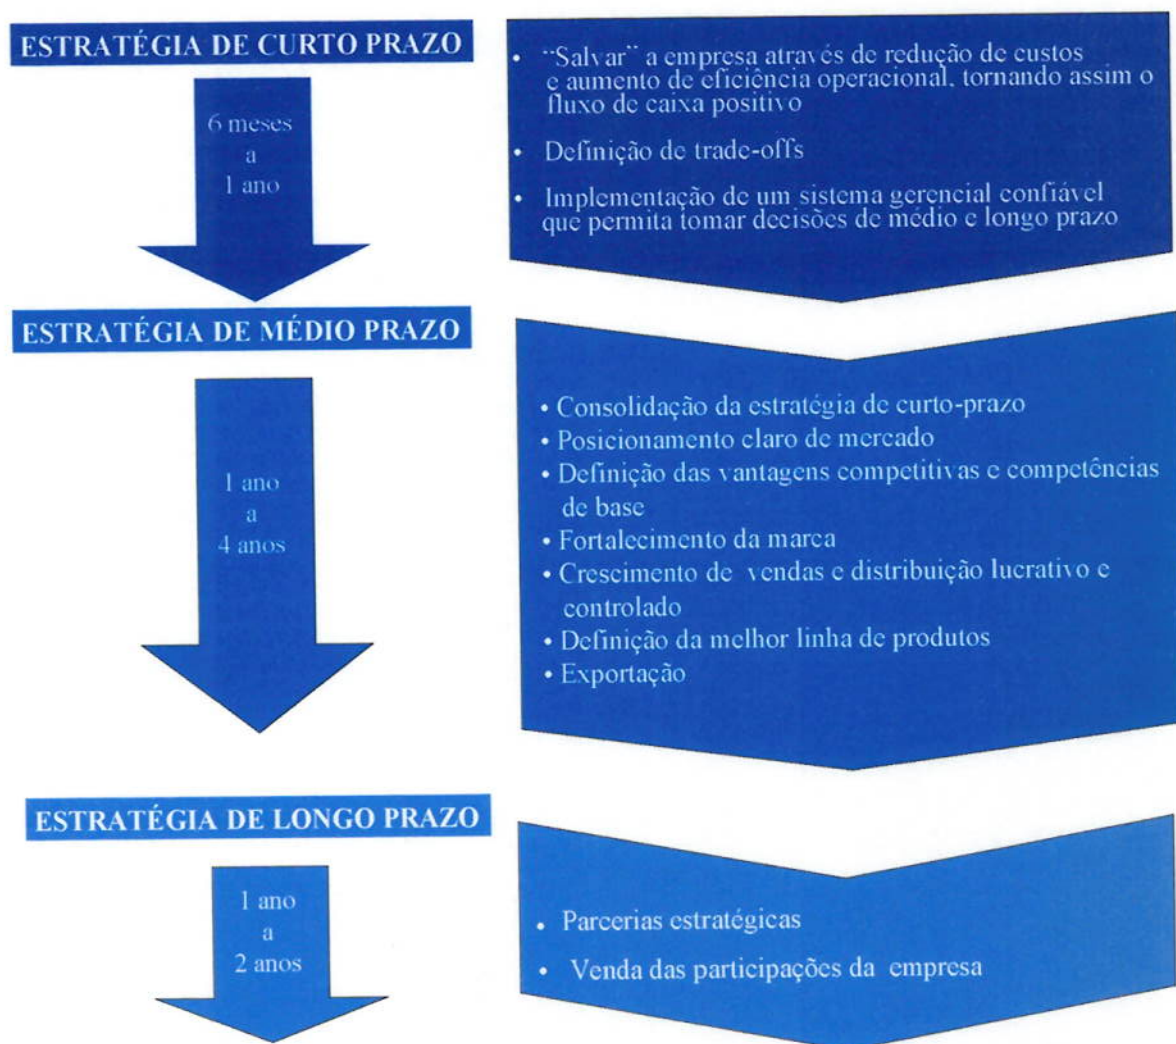 ESTRATÉGIA DE CURTO PRAZO
6 meses
a
1 ano
• “Salvar” a empresa através de redução de custos
e aumento de eficiência operacional, tornando assim o
fluxo de caixa positivo
• Definição de trade-offs
• Implementação de um sistema gerencial confiável
que permita tomar decisões de médio e longo prazo
ESTRATÉGIA DE MÉDIO PRAZO
1 ano
a
4 anos
• Consolidação da estratégia de curto-prazo
• Posicionamento claro de mercado
• Definição das vantagens competitivas e competências
de base
• Fortalecimento da marca
• Crescimento de vendas e distribuição lucrativo e
controlado
• Definição da melhor linha de produtos
• Exportação
ESTRATÉGIA DE LONGO PRAZO
1 ano
a
2 anos
• Parcerias estratégicas
• Venda das participações da empresa